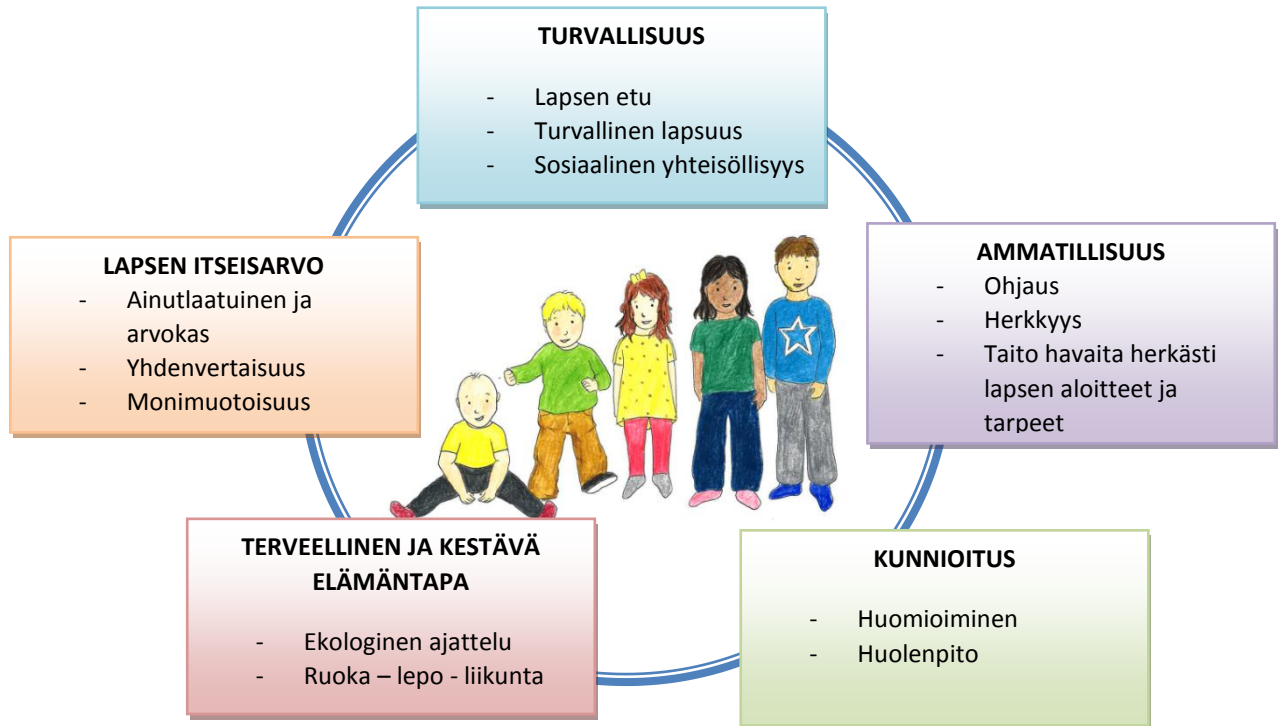 TURVALLISUUS
- Lapsen etu
- Turvallinen lapsuus
- Sosiaalinen yhteisöllisyys
LAPSEN ITSEISARVO
- Ainutlaatuinen ja
arvokas
- Yhdenvertaisuus
- Monimuotoisuus
AMMATILLISUUS
- Ohjaus
- Herkkyys
- Taito havaita herkästi
lapsen aloitteet ja
tarpeet
TERVEELLINEN JA KESTÄVÄ
ELÄMÄNTAPA
- Ekologinen ajattelu
- Ruoka – lepo - liikunta
KUNNIOITUS
- Huomioiminen
- Huolenpito